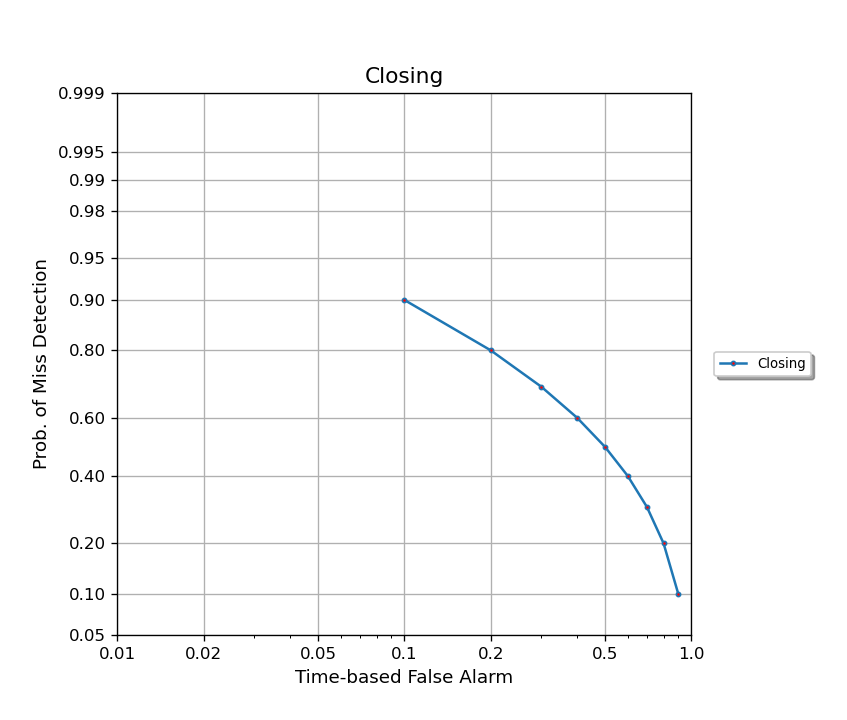 Closing
0.999
0.995
0.99
0.98
0.95
0.90
0.80
0.60
0.40
0.20
0.10
0.05
Prob. of Miss Detection
0.01 0.02 0.05 0.1 0.2 0.5 1.0
Time-based False Alarm
Closing